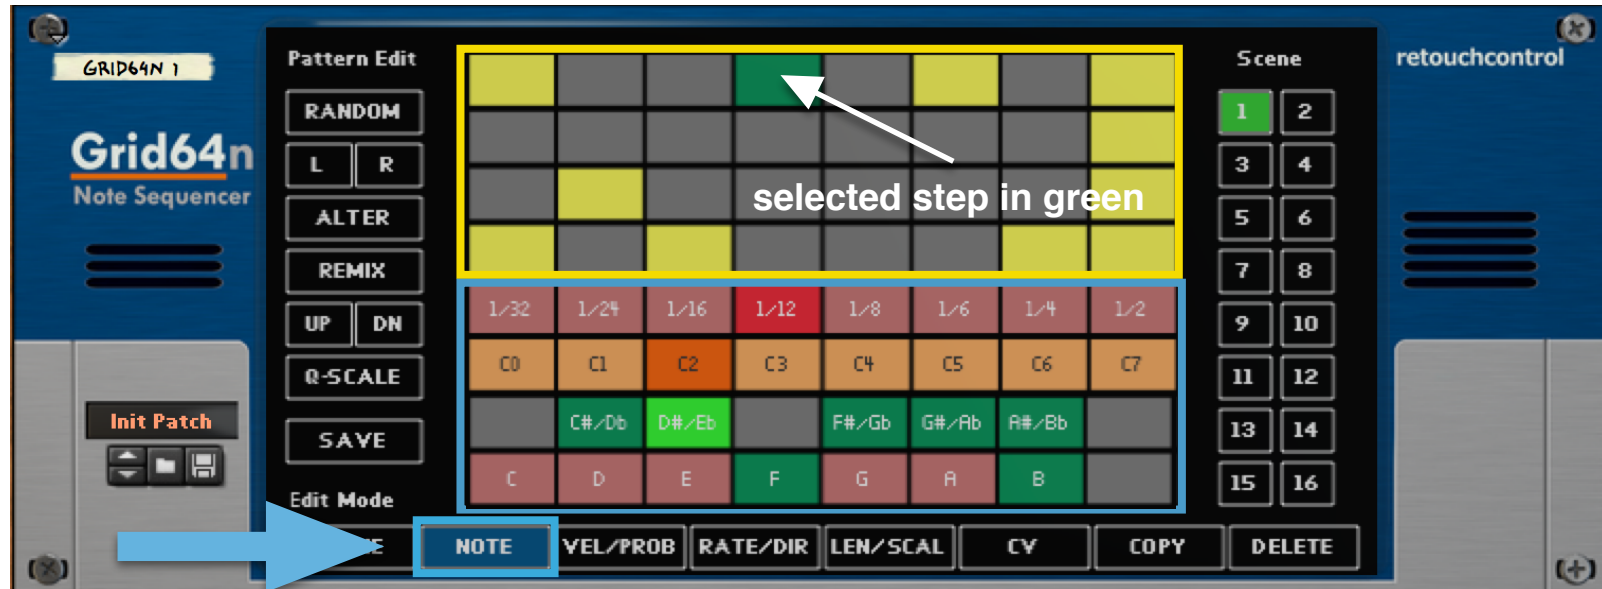 GRID64N 1
Grid64n
Note Sequencer
Init Patch
Pattern Edit
RANDOM
L R
ALTER
REMIX
UP DN
Q-SCALE
SAVE
Edit Mode
selected step in green
1/32 1/24 1/16 1/12 1/8 1/6 1/4 1/2
C0 C1 C2 C3 C4 C5 C6 C7
C#/Db D#/Eb F#/Gb G#/Ab A#/Bb
C D E F G A B
NOTE VEL/PROB RATE/DIR LEN/SCAL CV COPY DELETE
Scene
1 2
3 4
5 6
7 8
9 10
11 12
13 14
15 16
retouchcontrol